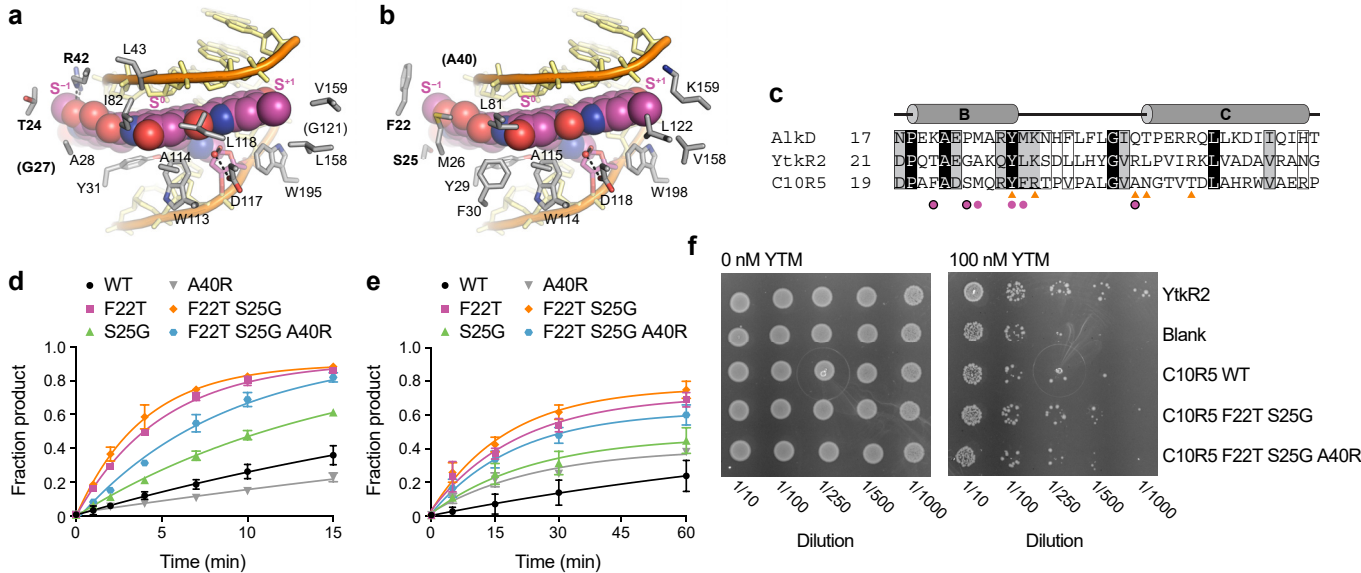 a
R42
L43
S⁻¹
S⁰
S⁺¹
I82
T24
V159
(G121)
L118
A28
A114
L158
(G27)
Y31
W195
D117
W113
b
(A40)
S⁻¹
S⁰
S⁺¹
K159
L81
F22
L122
S25
M26
A115
V158
Y29
W198
F30
D118
W114
c
B
C
AlkD 17 NPEKAEPMARYMKNHFLFLGIQTPERRQLLKDIITQIHT
YtkR2 21 DPQTAEGAKQYLKSDLLHYGVRLPVIRKLVADAVRANG
C10R5 19 DPAFADSMQRYFRTPVPALGVANGTVTDLAHRWVAERP
d
WT
A40R
F22T
F22T S25G
S25G
F22T S25G A40R
Fraction product
1.0
0.8
0.6
0.4
0.2
0
0
5
10
15
Time (min)
e
WT
A40R
F22T
F22T S25G
S25G
F22T S25G A40R
Fraction product
1.0
0.8
0.6
0.4
0.2
0
0
15
30
45
60
Time (min)
f
0 nM YTM
100 nM YTM
YtkR2
Blank
C10R5 WT
C10R5 F22T S25G
C10R5 F22T S25G A40R
1/10
1/100
1/250
1/500
1/1000
Dilution
1/10
1/100
1/250
1/500
1/1000
Dilution